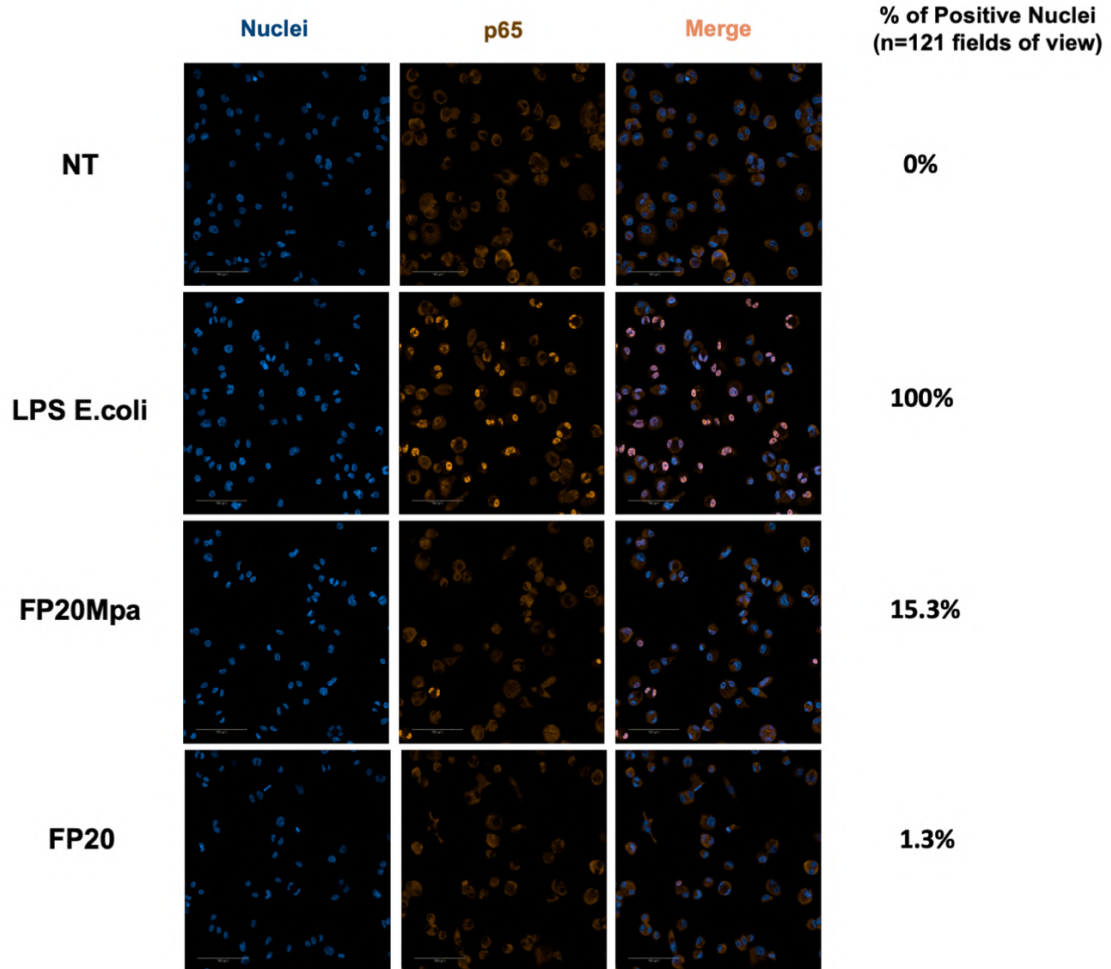 Nuclei
p65
Merge
% of Positive Nuclei
(n=121 fields of view)
NT
0%
LPS E.coli
100%
FP20Mpa
15.3%
FP20
1.3%